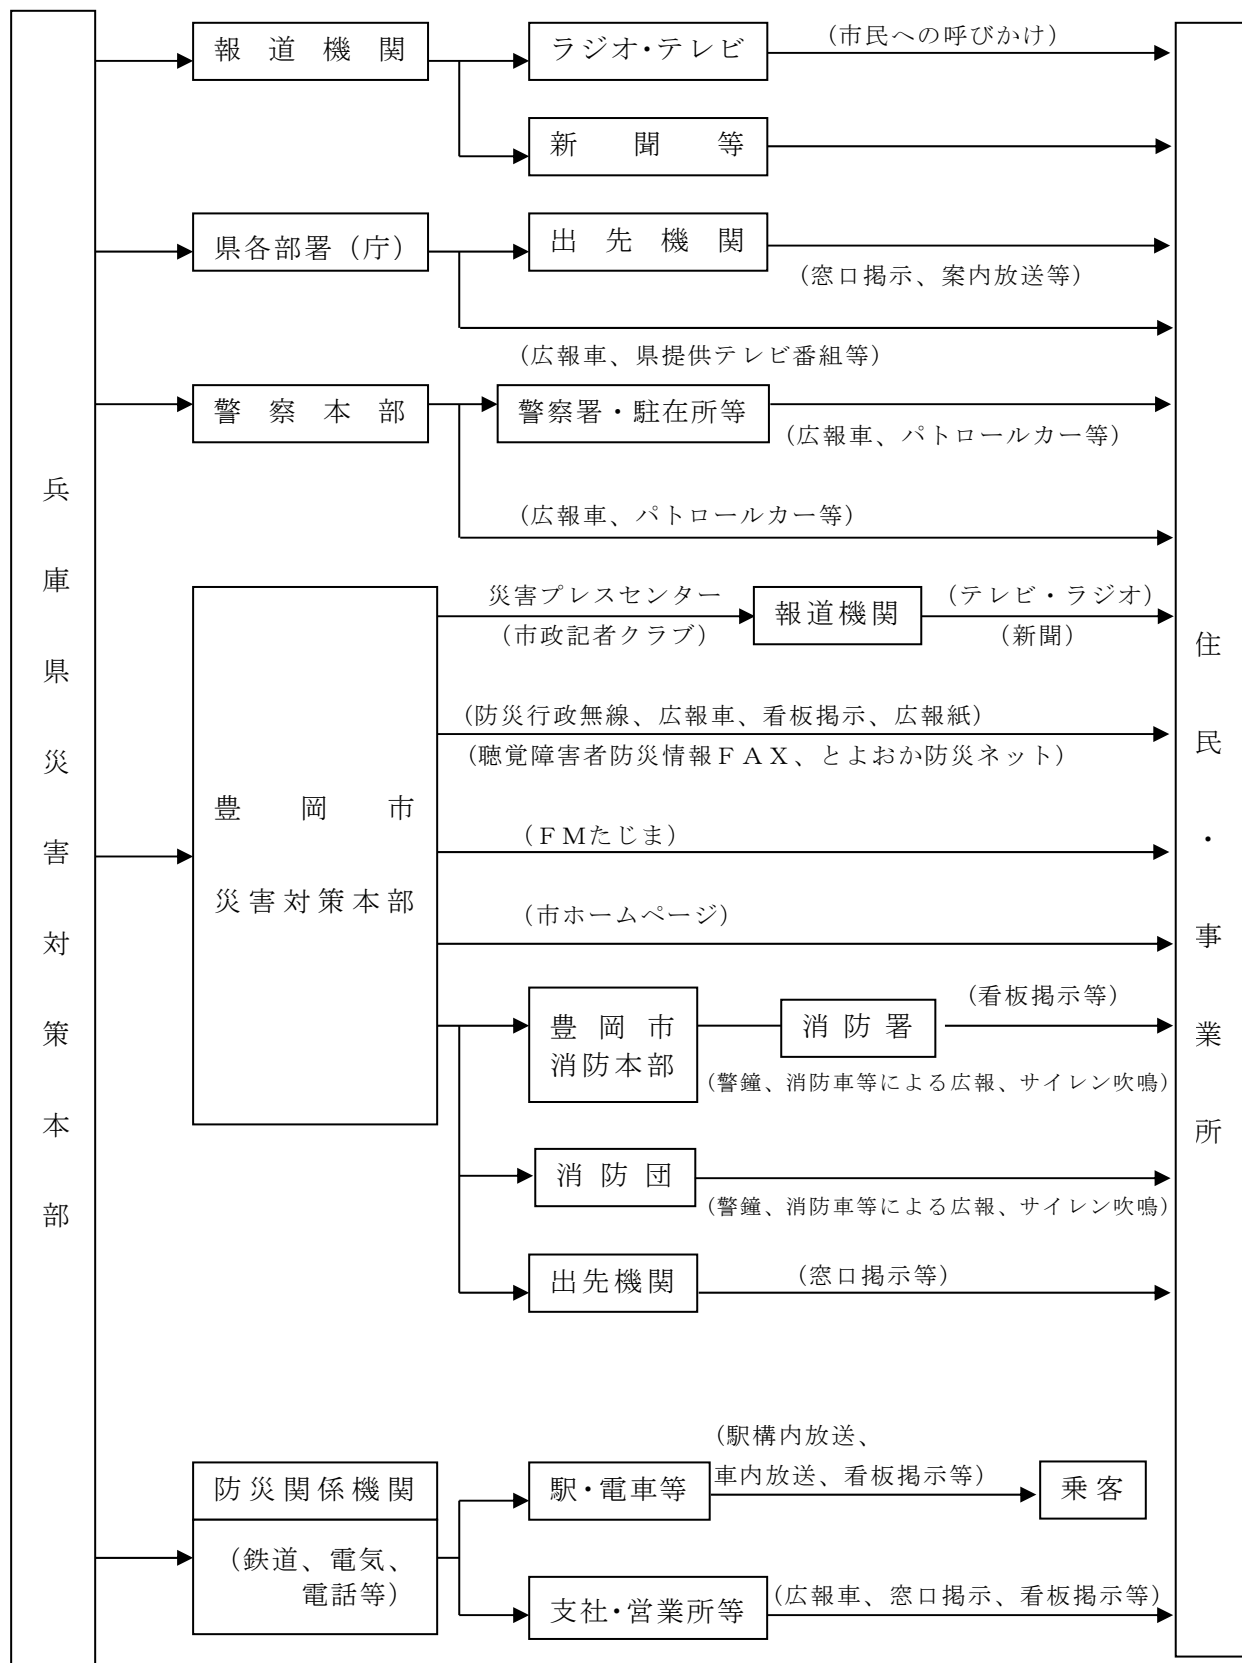 兵庫県災害対策本部
報道機関
ラジオ・テレビ
(市民への呼びかけ)
新聞等
県各部署(庁)
出先機関
(窓口掲示、案内放送等)
(広報車、県提供テレビ番組等)
警察本部
警察署・駐在所等
(広報車、パトロールカー等)
(広報車、パトロールカー等)
豊岡市
災害対策本部
災害プレスセンター
(市政記者クラブ)
報道機関
(テレビ・ラジオ)
(新聞)
(防災行政無線、広報車、看板掲示、広報紙)
(聴覚障害者防災情報FAX、とよおか防災ネット)
(FMたじま)
(市ホームページ)
豊岡市
消防本部
消防署
(看板掲示等)
(警鐘、消防車等による広報、サイレン吹鳴)
消防団
(警鐘、消防車等による広報、サイレン吹鳴)
出先機関
(窓口掲示等)
防災関係機関
(鉄道、電気、
電話等)
駅・電車等
(駅構内放送、
車内放送、看板掲示等)
乗客
支社・営業所等
(広報車、窓口掲示、看板掲示等)
住民・事業所